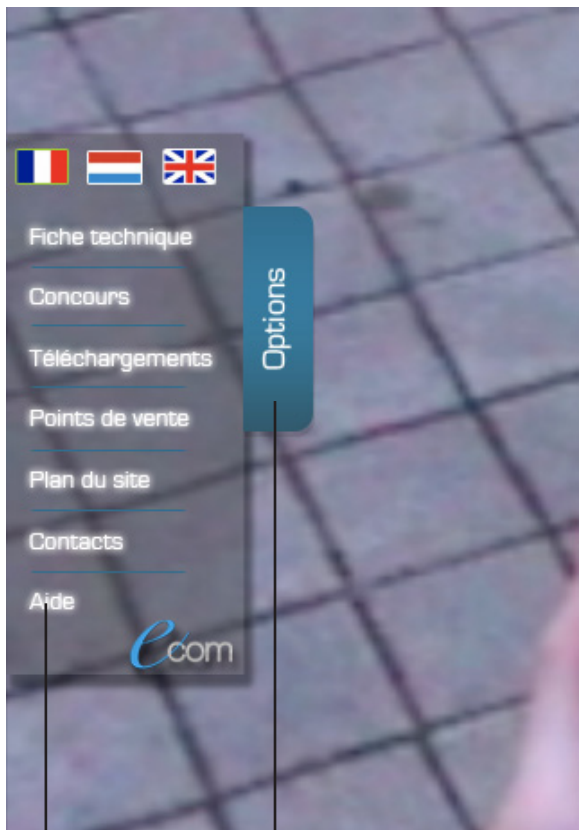 Fiche technique
Concours
Options
Téléchargements
Points de vente
Plan du site
Contacts
Aide
ecom